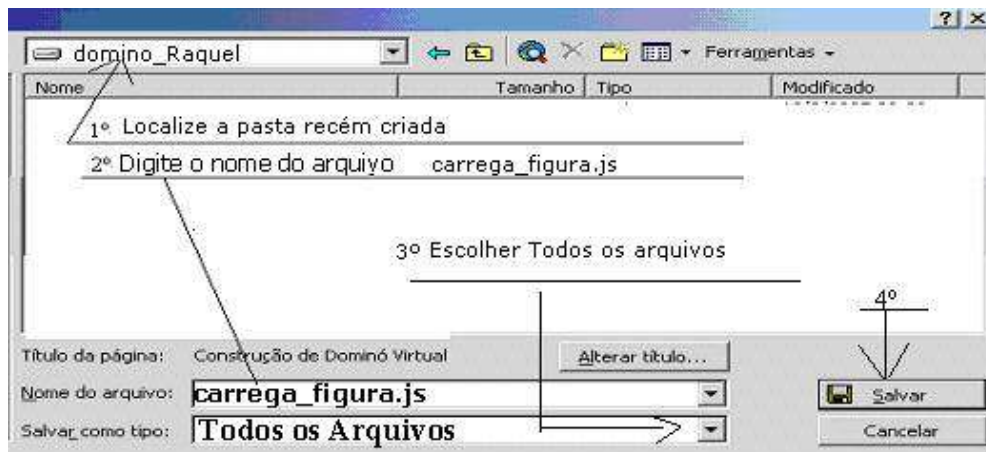 domino_Raquel
Ferramentas
Nome Tamanho Tipo Modificado
1º Localize a pasta recém criada
2º Digite o nome do arquivo carrega_figura.js
3º Escolher Todos os arquivos
4º
Título da página: Construção de Dominó Virtual Alterar título...
Nome do arquivo: carrega_figura.js Salvar
Salvar como tipo: Todos os Arquivos Cancelar